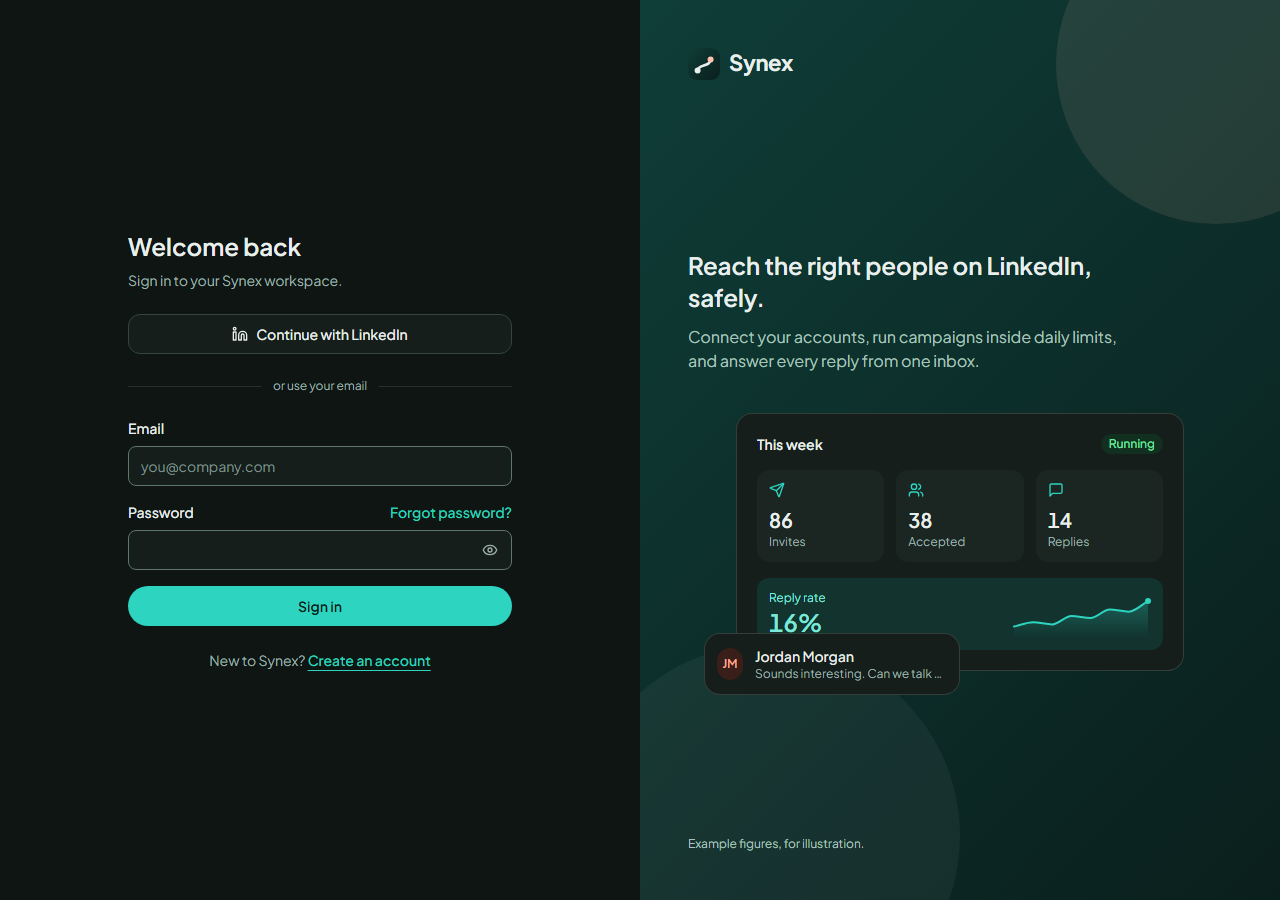 Welcome back
Sign in to your Synex workspace.
Continue with LinkedIn
or use your email
Email
you@company.com
Password
Forgot password?
Sign in
New to Synex? Create an account
Synex
Reach the right people on LinkedIn,
safely.
Connect your accounts, run campaigns inside daily limits,
and answer every reply from one inbox.
This week
Running
86
Invites
38
Accepted
14
Replies
Reply rate
16%
JM
Jordan Morgan
Sounds interesting. Can we talk ...
Example figures, for illustration.